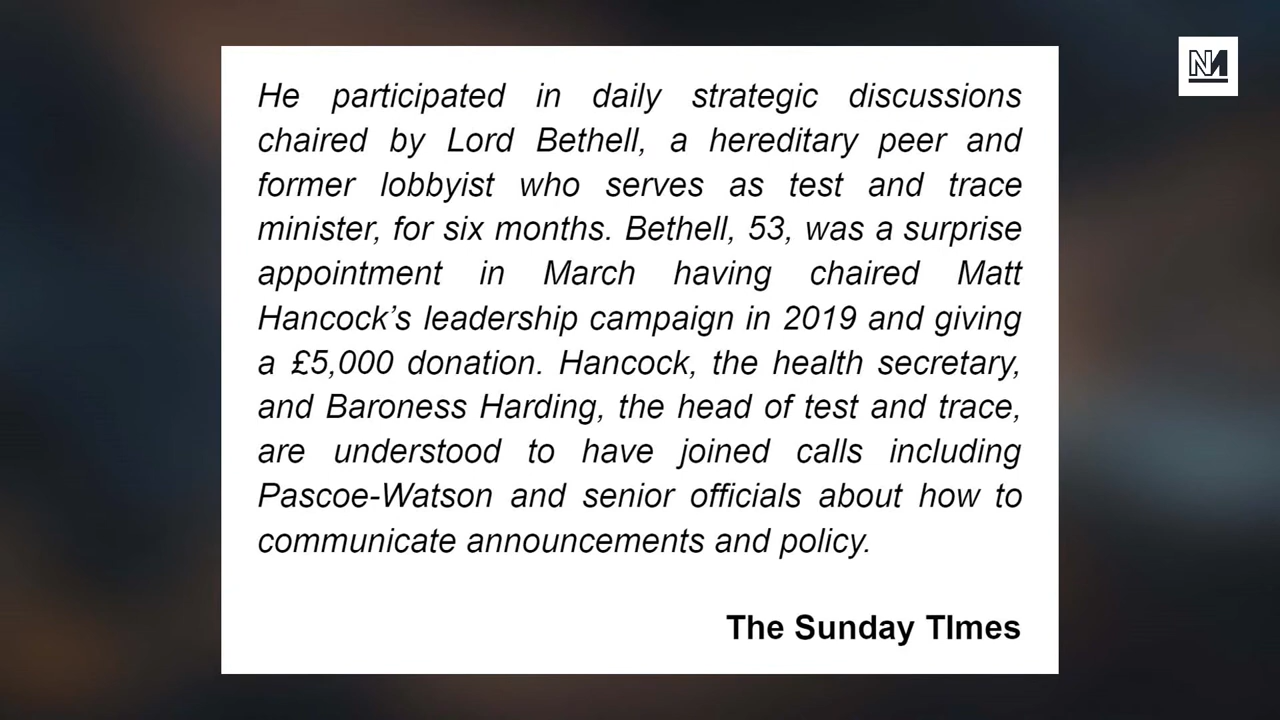 He participated in daily strategic discussions
chaired by Lord Bethell, a hereditary peer and
former lobbyist who serves as test and trace
minister, for six months. Bethell, 53, was a surprise
appointment in March having chaired Matt
Hancock’s leadership campaign in 2019 and giving
a £5,000 donation. Hancock, the health secretary,
and Baroness Harding, the head of test and trace,
are understood to have joined calls including
Pascoe-Watson and senior officials about how to
communicate announcements and policy.
The Sunday TImes